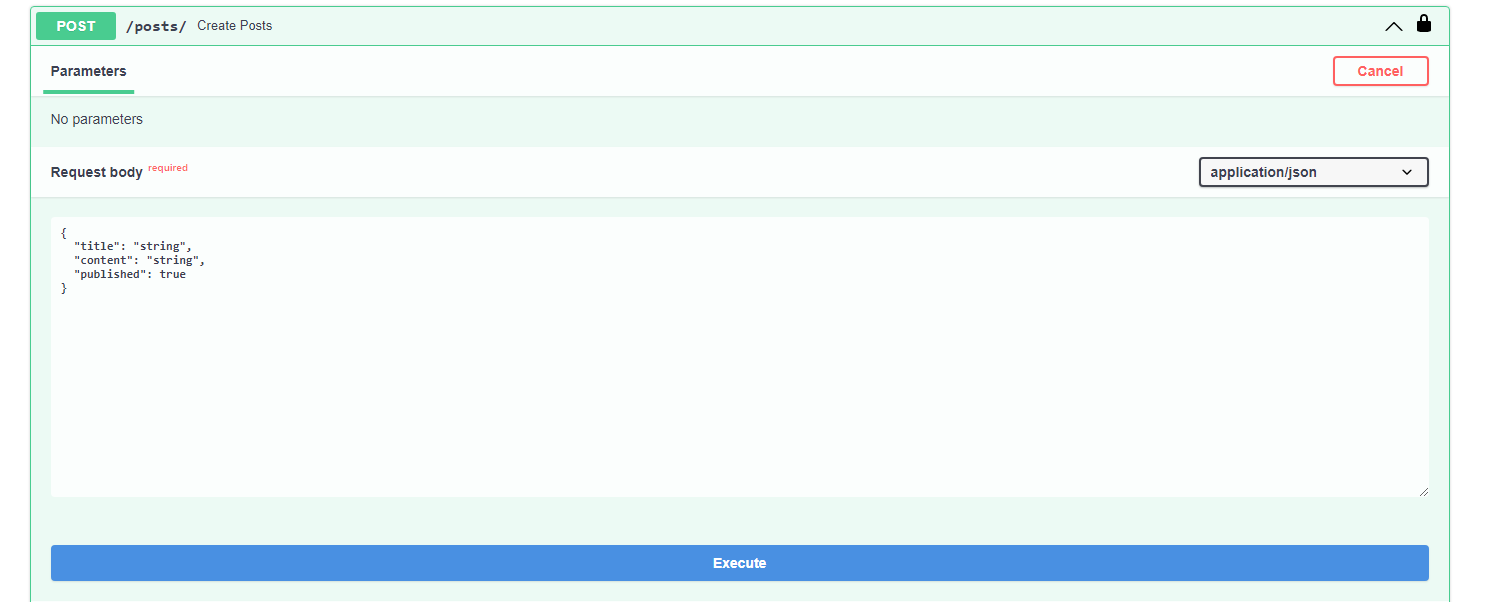 POST /posts/ Create Posts
Parameters
Cancel
No parameters
Request body required
application/json
{
  "title": "string",
  "content": "string",
  "published": true
}
Execute